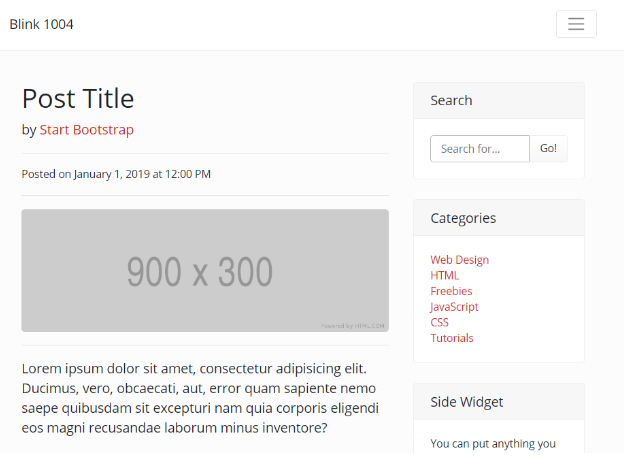 Blink 1004
Post Title
by Start Bootstrap
Posted on January 1, 2019 at 12:00 PM
900 x 300
Powered by HTML.COM
Lorem ipsum dolor sit amet, consectetur adipisicing elit.
Ducimus, vero, obcaecati, aut, error quam sapiente nemo
saepe quibusdam sit excepturi nam quia corporis eligendi
eos magni recusandae laborum minus inventore?
Search
Search for...
Go!
Categories
Web Design
HTML
Freebies
JavaScript
CSS
Tutorials
Side Widget
You can put anything you